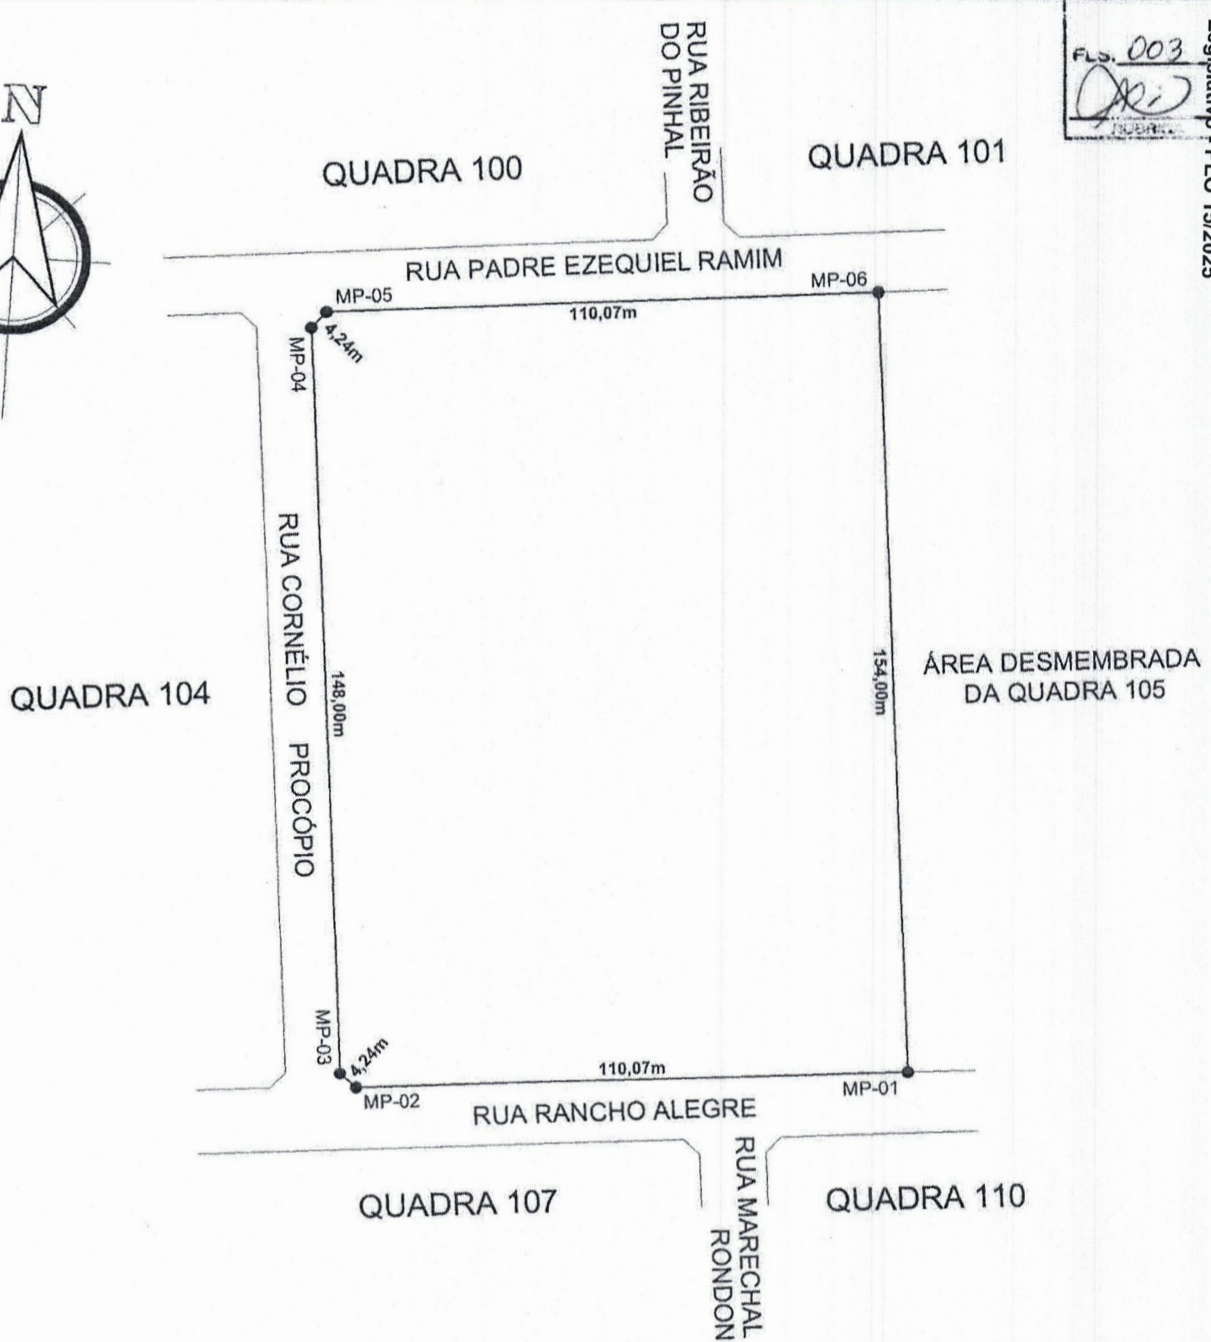 N
FLS. 003
RUBRICA
RUA RIBEIRÃO
DO PINHAL
QUADRA 100
QUADRA 101
RUA PADRE EZEQUIEL RAMIM
MP-05
MP-06
110,07m
4,24m
MP-04
RUA CORNÉLIO PROCÓPIO
148,00m
154,00m
QUADRA 104
ÁREA DESMEMBRADA
DA QUADRA 105
MP-03
4,24m
110,07m
MP-02
MP-01
RUA RANCHO ALEGRE
QUADRA 107
QUADRA 110
RUA MARECHAL
RONDON